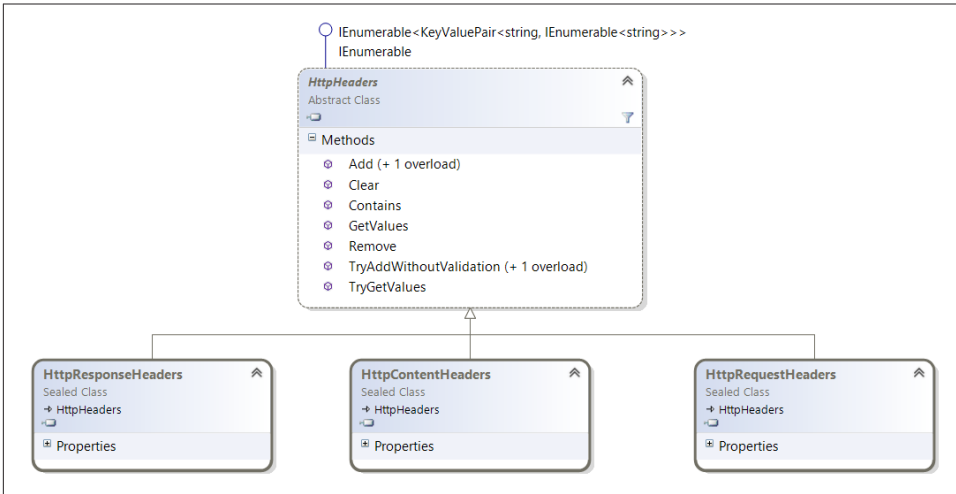 IEnumerable<KeyValuePair<string, IEnumerable<string>>>
IEnumerable
HttpHeaders
Abstract Class
Methods
Add (+ 1 overload)
Clear
Contains
GetValues
Remove
TryAddWithoutValidation (+ 1 overload)
TryGetValues
HttpResponseHeaders
Sealed Class
HttpHeaders
Properties
HttpContentHeaders
Sealed Class
HttpHeaders
Properties
HttpRequestHeaders
Sealed Class
HttpHeaders
Properties